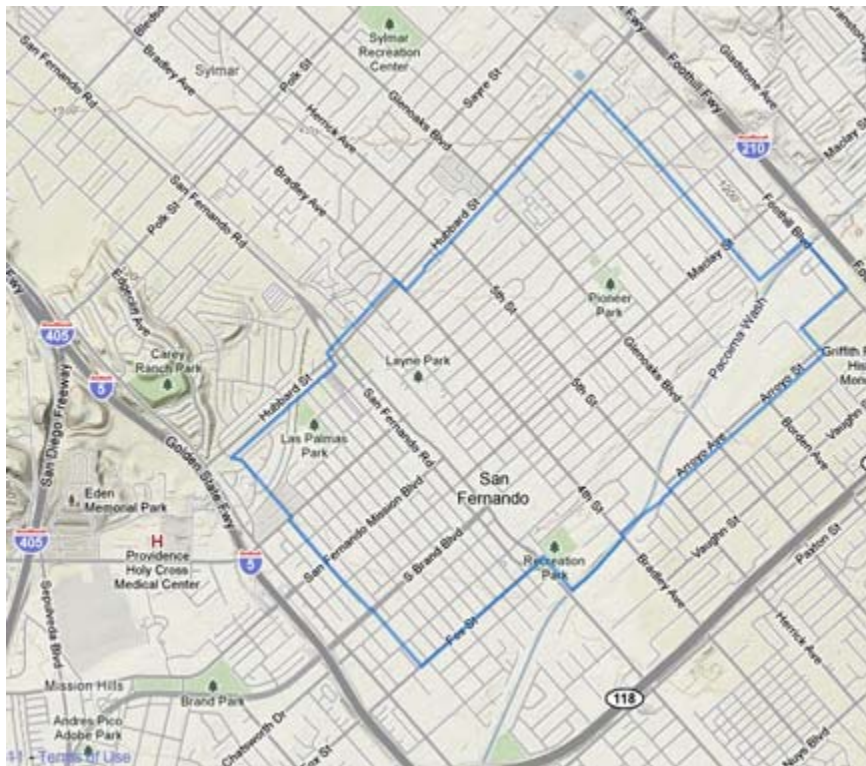 San Fernando Rd
Bradley Ave
Sylmar
Polk St
Herrick Ave
Sylmar
Recreation
Center
Glenoaks Blvd
Sayre St
Fwy
Foothill Fwy
Gladstone Ave
210
Maclay St
1200
Polk St
San Fernando Rd
Bradley Ave
Hubbard St
Foothill Blvd
Maclay St
1200
Fwy
405
Edgecliff Ave
5th St
Pioneer
Park
Pacoima Wash
Carey
Ranch Park
5
Layne Park
Hubbard St
Glenoaks Blvd
5th St
Arroyo St
San Diego Freeway
Golden State Fwy
Las Palmas
Park
San Fernando Rd
Borden Ave
Arroyo Ave
Eden
Memorial Park
San
Fernando
San Fernando Mission Blvd
4th St
Vaughn St
Paxton St
405
H
Providence
Holy Cross
Medical Center
5
S Brand Blvd
Recreation
Park
Bradley Ave
Sepulveda Blvd
Fox St
Herrick Ave
Mission Hills
Brand Park
118
Andres Pico
Adobe Park
Chatsworth Dr
Fox St
Terms of Use